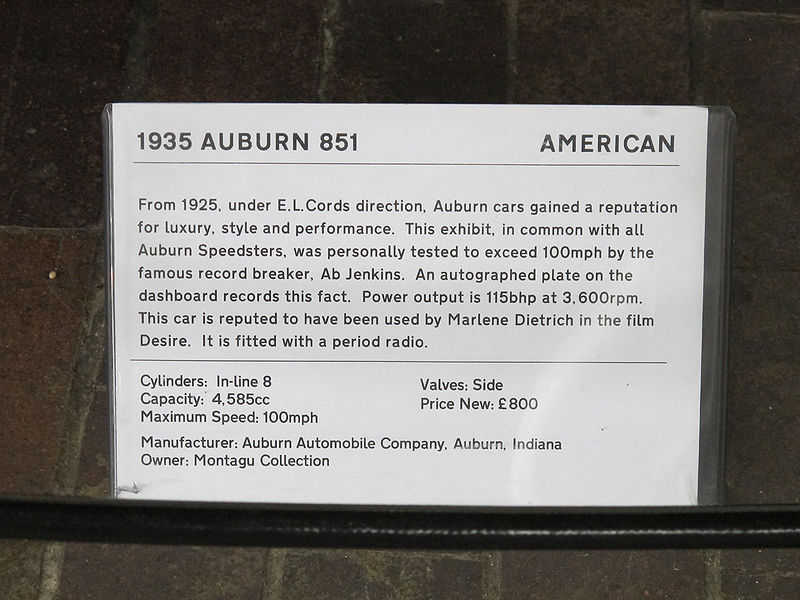 1935 AUBURN 851 AMERICAN
From 1925, under E.L.Cords direction, Auburn cars gained a reputation
for luxury, style and performance. This exhibit, in common with all
Auburn Speedsters, was personally tested to exceed 100mph by the
famous record breaker, Ab Jenkins. An autographed plate on the
dashboard records this fact. Power output is 115bhp at 3,600rpm.
This car is reputed to have been used by Marlene Dietrich in the film
Desire. It is fitted with a period radio.
Cylinders: In-line 8
Capacity: 4,585cc
Maximum Speed: 100mph
Valves: Side
Price New: £800
Manufacturer: Auburn Automobile Company, Auburn, Indiana
Owner: Montagu Collection